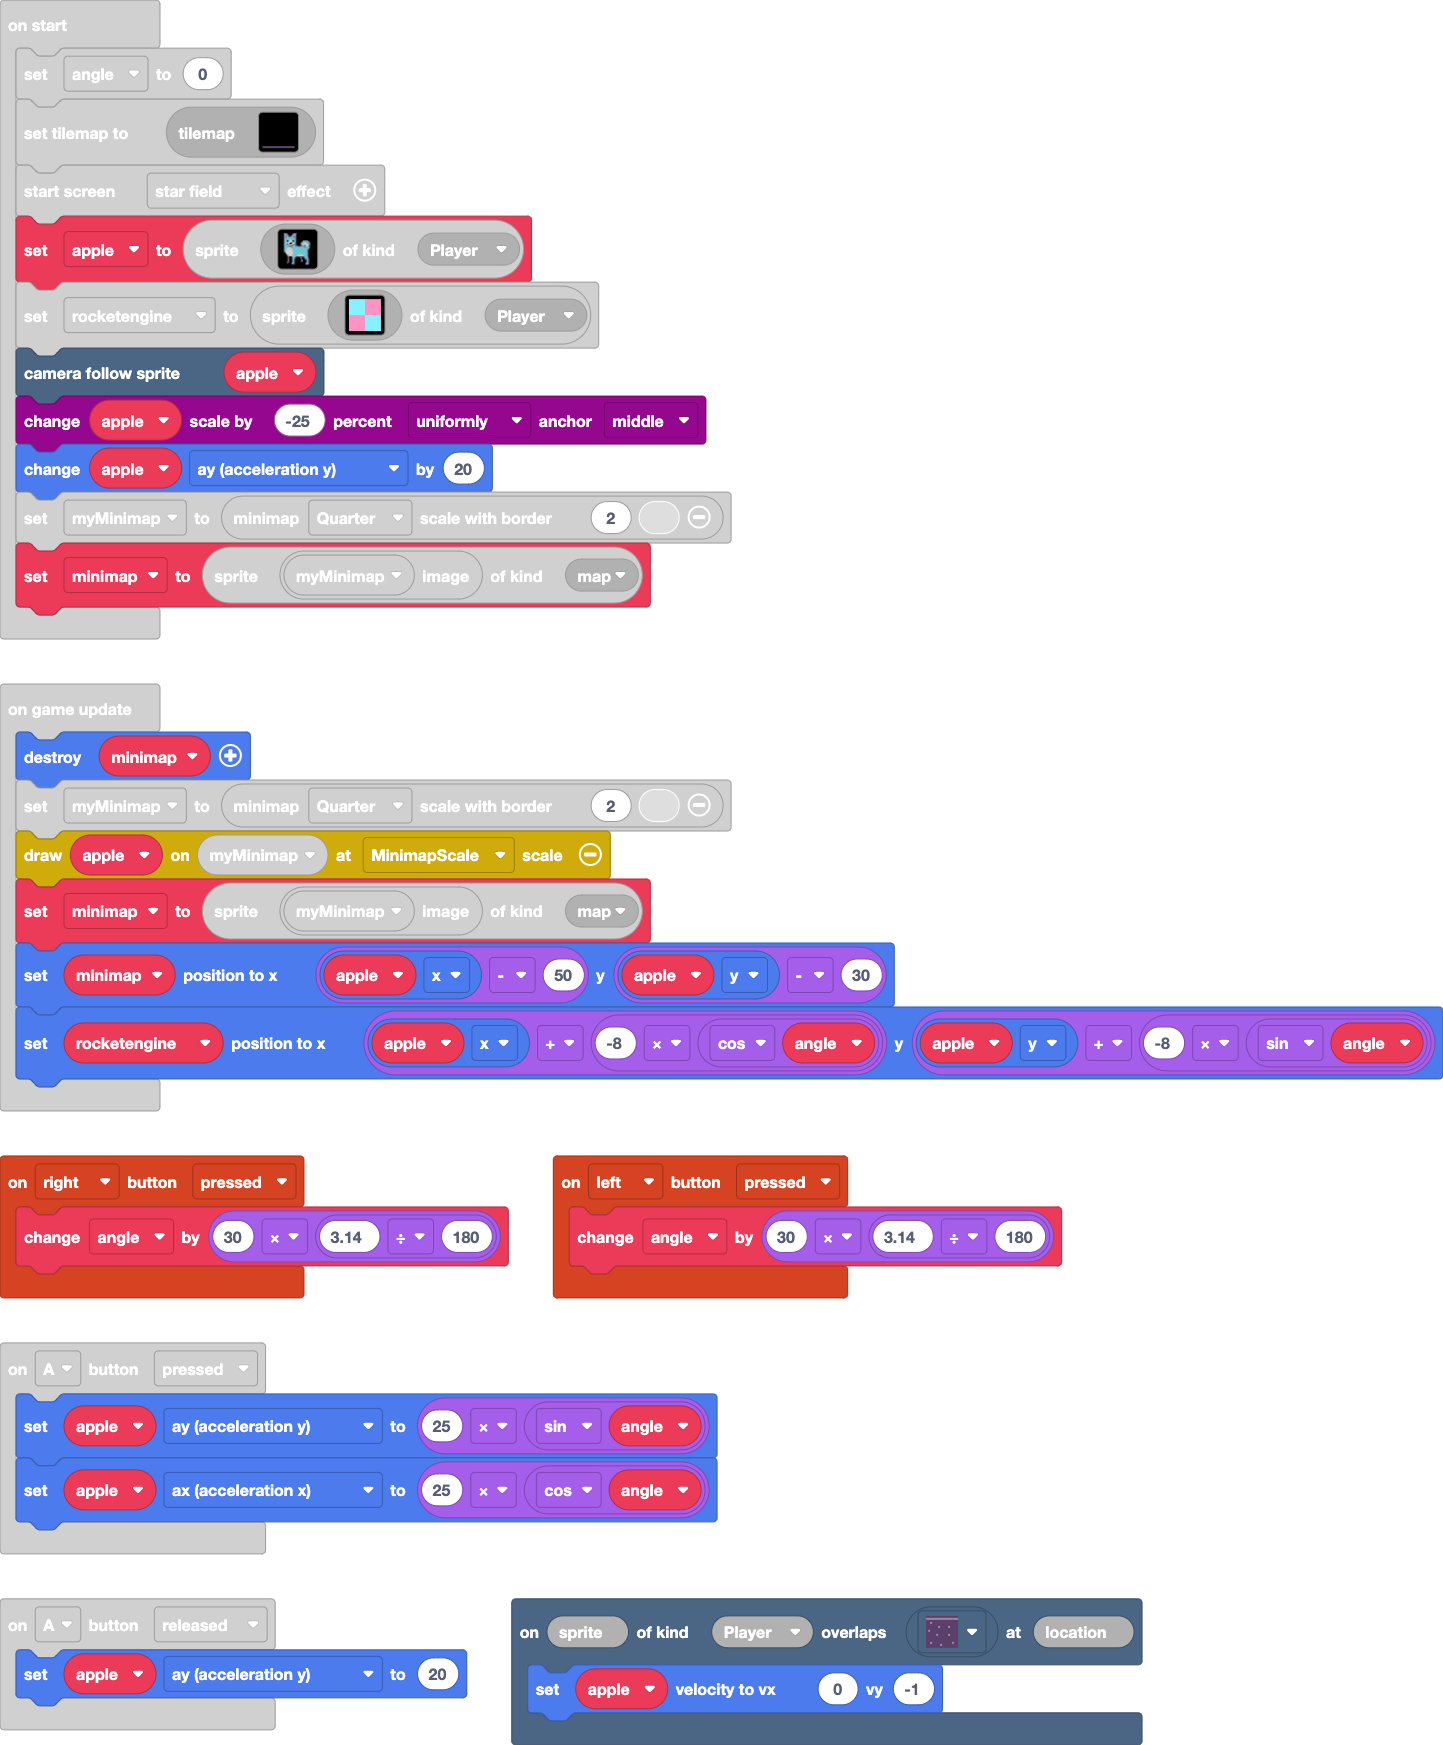 on start
set angle to 0
set tilemap to tilemap
start screen star field effect
set apple to sprite of kind Player
set rocketengine to sprite of kind Player
camera follow sprite apple
change apple scale by -25 percent uniformly anchor middle
change apple ay (acceleration y) by 20
set myMinimap to minimap Quarter scale with border 2
set minimap to sprite myMinimap image of kind map
on game update
destroy minimap
set myMinimap to minimap Quarter scale with border 2
draw apple on myMinimap at MinimapScale scale
set minimap to sprite myMinimap image of kind map
set minimap position to x apple x - 50 y apple y - 30
set rocketengine position to x apple x + -8 × cos angle y apple y + -8 × sin angle
on right button pressed
change angle by 30 × 3.14 ÷ 180
on left button pressed
change angle by 30 × 3.14 ÷ 180
on A button pressed
set apple ay (acceleration y) to 25 × sin angle
set apple ax (acceleration x) to 25 × cos angle
on A button released
set apple ay (acceleration y) to 20
on sprite of kind Player overlaps at location
set apple velocity to vx 0 vy -1